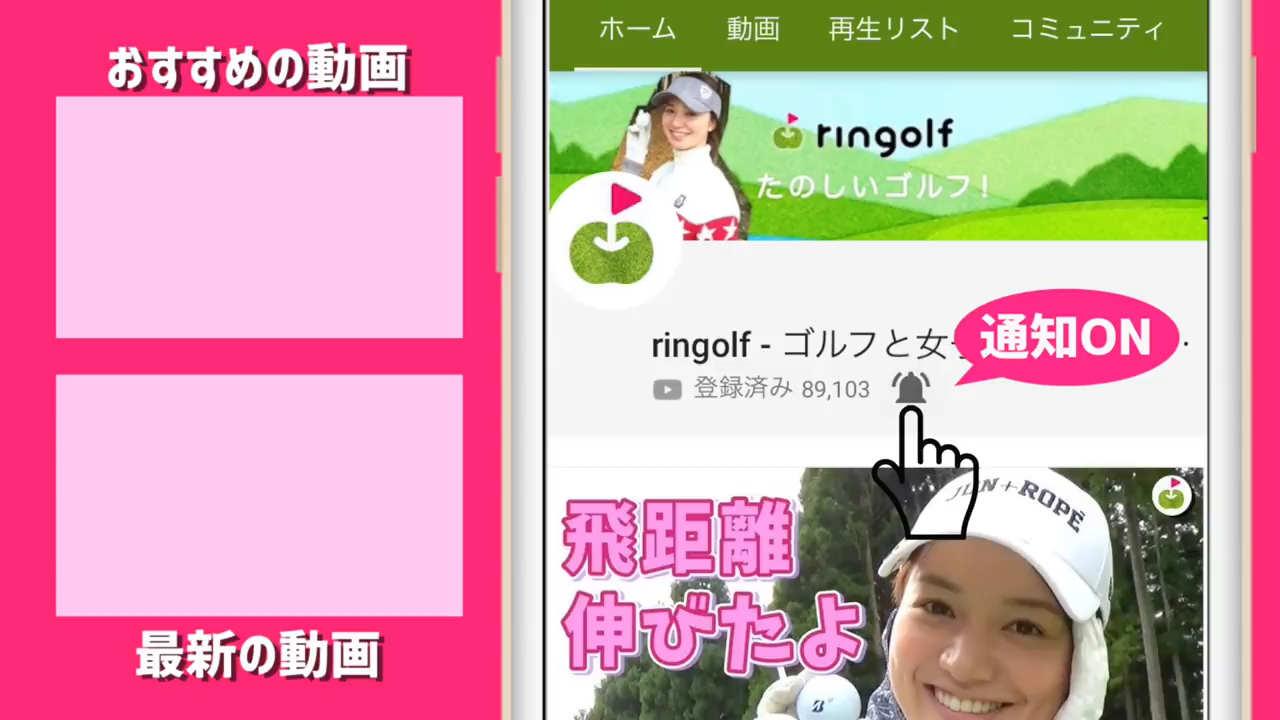 おすすめの動画
最新の動画
ホーム 動画 再生リスト コミュニティ
ringolf
たのしいゴルフ!
ringolf - ゴルフと女
通知ON
登録済み 89,103
JUN+ROPÉ
飛距離
伸びたよ